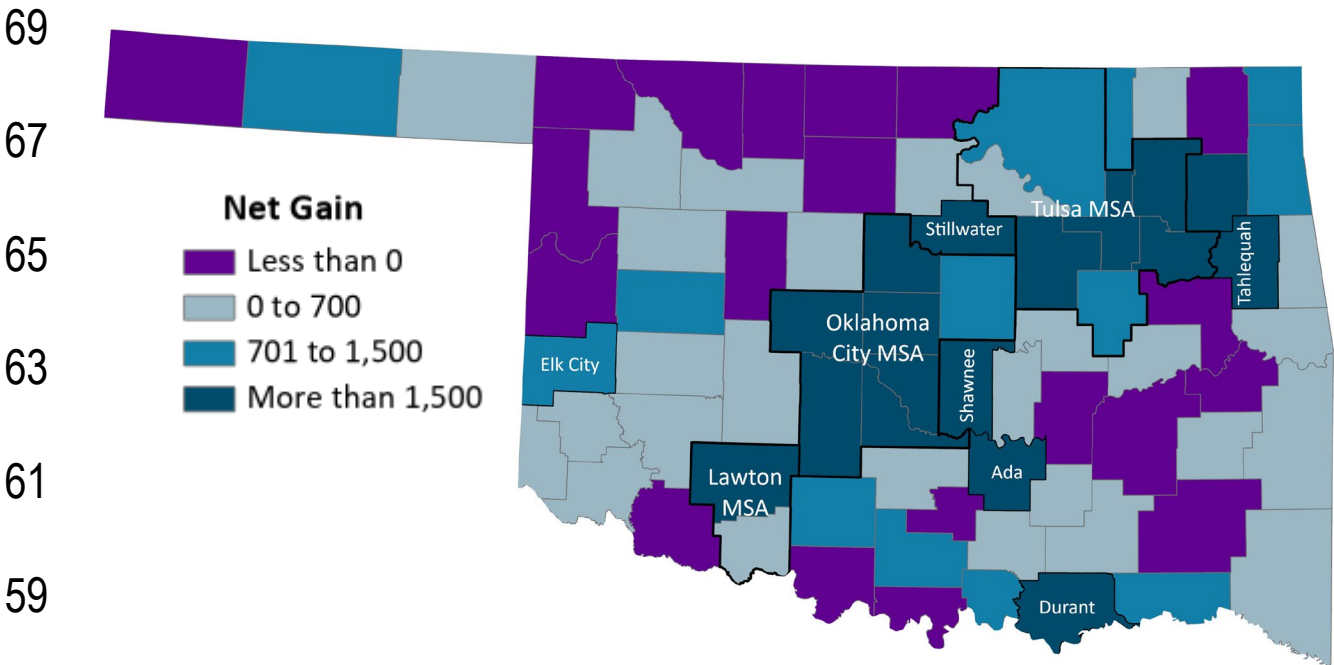 69
67
65
63
61
59
Net Gain
Less than 0
0 to 700
701 to 1,500
More than 1,500
Tulsa MSA
Stillwater
Tahlequah
Oklahoma
City MSA
Elk City
Shawnee
Lawton
MSA
Ada
Durant